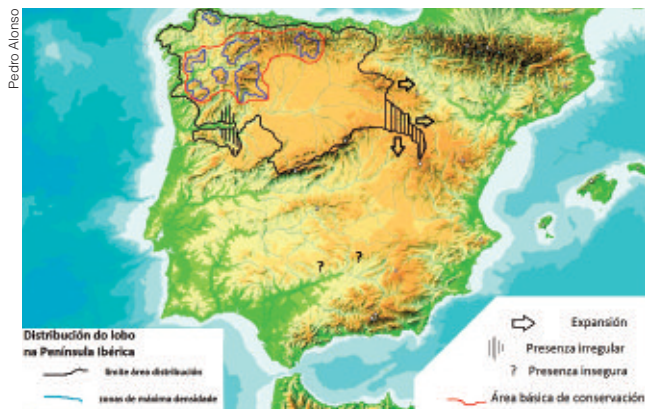 Pedro Alonso
? ?
Distribución do lobo
na Península Ibérica
límite área distribución
zonas de máxima densidade
Expansión
Presenza irregular
? Presenza insegura
Área básica de conservación